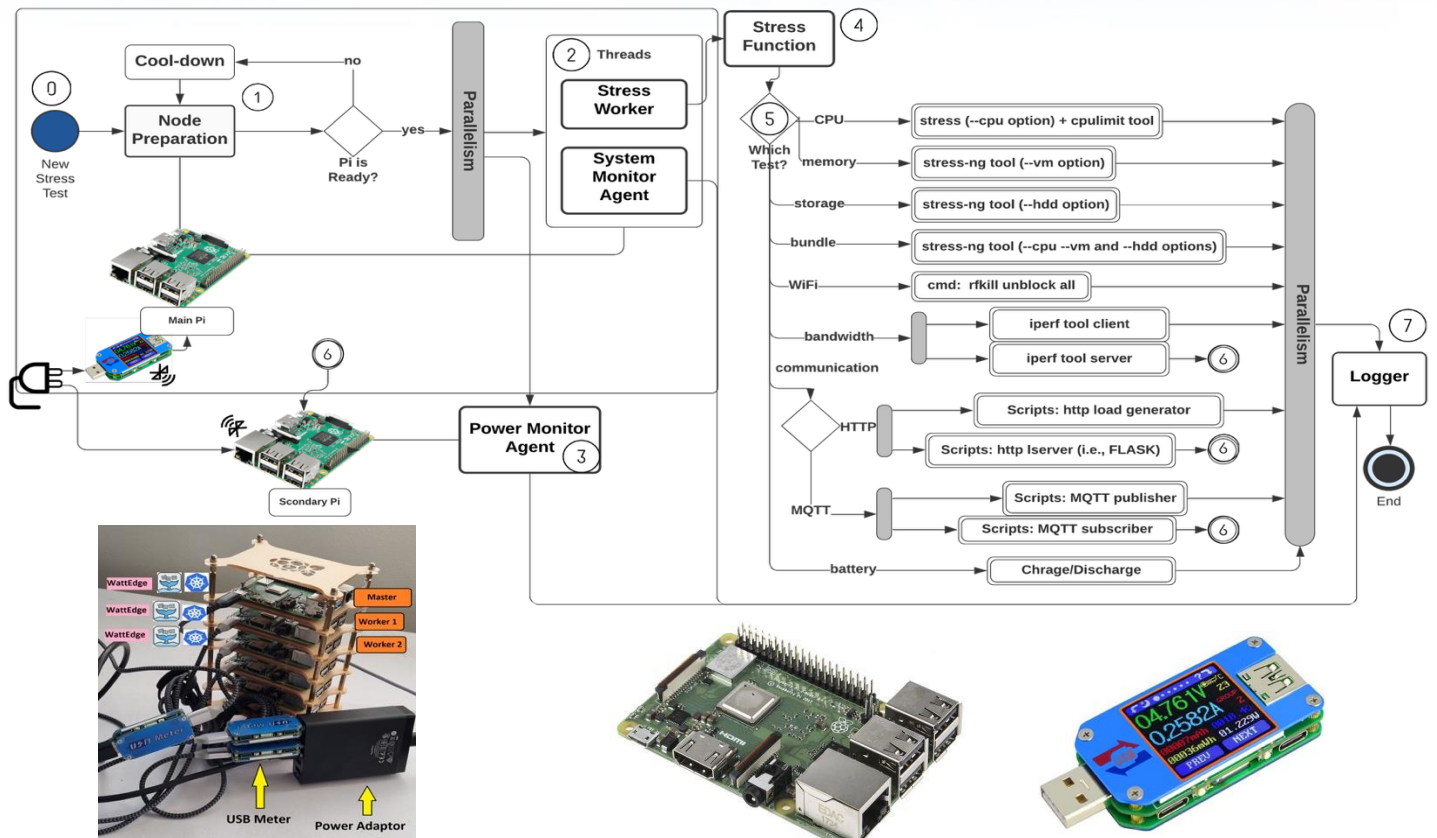 0
New
Stress
Test
Cool-down
Node
Preparation
1
no
Pi is
Ready?
yes
Parallelism
2
Threads
Stress
Worker
System
Monitor
Agent
Main Pi
6
Scondary Pi
Power Monitor
Agent
3
Stress
Function
4
5
Which
Test?
CPU
stress (--cpu option) + cpulimit tool
memory
stress-ng tool (--vm option)
storage
stress-ng tool (--hdd option)
bundle
stress-ng tool (--cpu --vm and --hdd options)
WiFi
cmd: rfkill unblock all
bandwidth
iperf tool client
iperf tool server
6
communication
HTTP
Scripts: http load generator
Scripts: http lserver (i.e., FLASK)
6
MQTT
Scripts: MQTT publisher
Scripts: MQTT subscriber
6
battery
Chrage/Discharge
Parallelism
7
Logger
End
WattEdge
Master
WattEdge
Worker 1
WattEdge
Worker 2
USB Meter
USB Meter
Power Adaptor
HDMI
EDAC
04.761V
23
GROUP
2
0.2582A
00007mAh
00036mWh
01.229W
PREV
NEXT